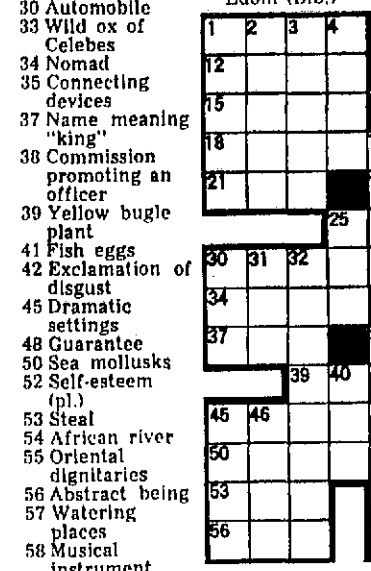 30 Automobile
33 Wild ox of
Celebes
34 Nomad
35 Connecting
devices
37 Name meaning
"king"
38 Commission
promoting an
officer
39 Yellow bugle
plant
41 Fish eggs
42 Exclamation of
disgust
45 Dramatic
settings
48 Guarantee
50 Sea mollusks
52 Self-esteem
(pl.)
53 Steal
54 African river
55 Oriental
dignitaries
56 Abstract being
57 Watering
places
58 Musical
instrument
1 2 3 4
12
15
18
21
25
30 31 32
34
37
39 40
45 46
50
53
56